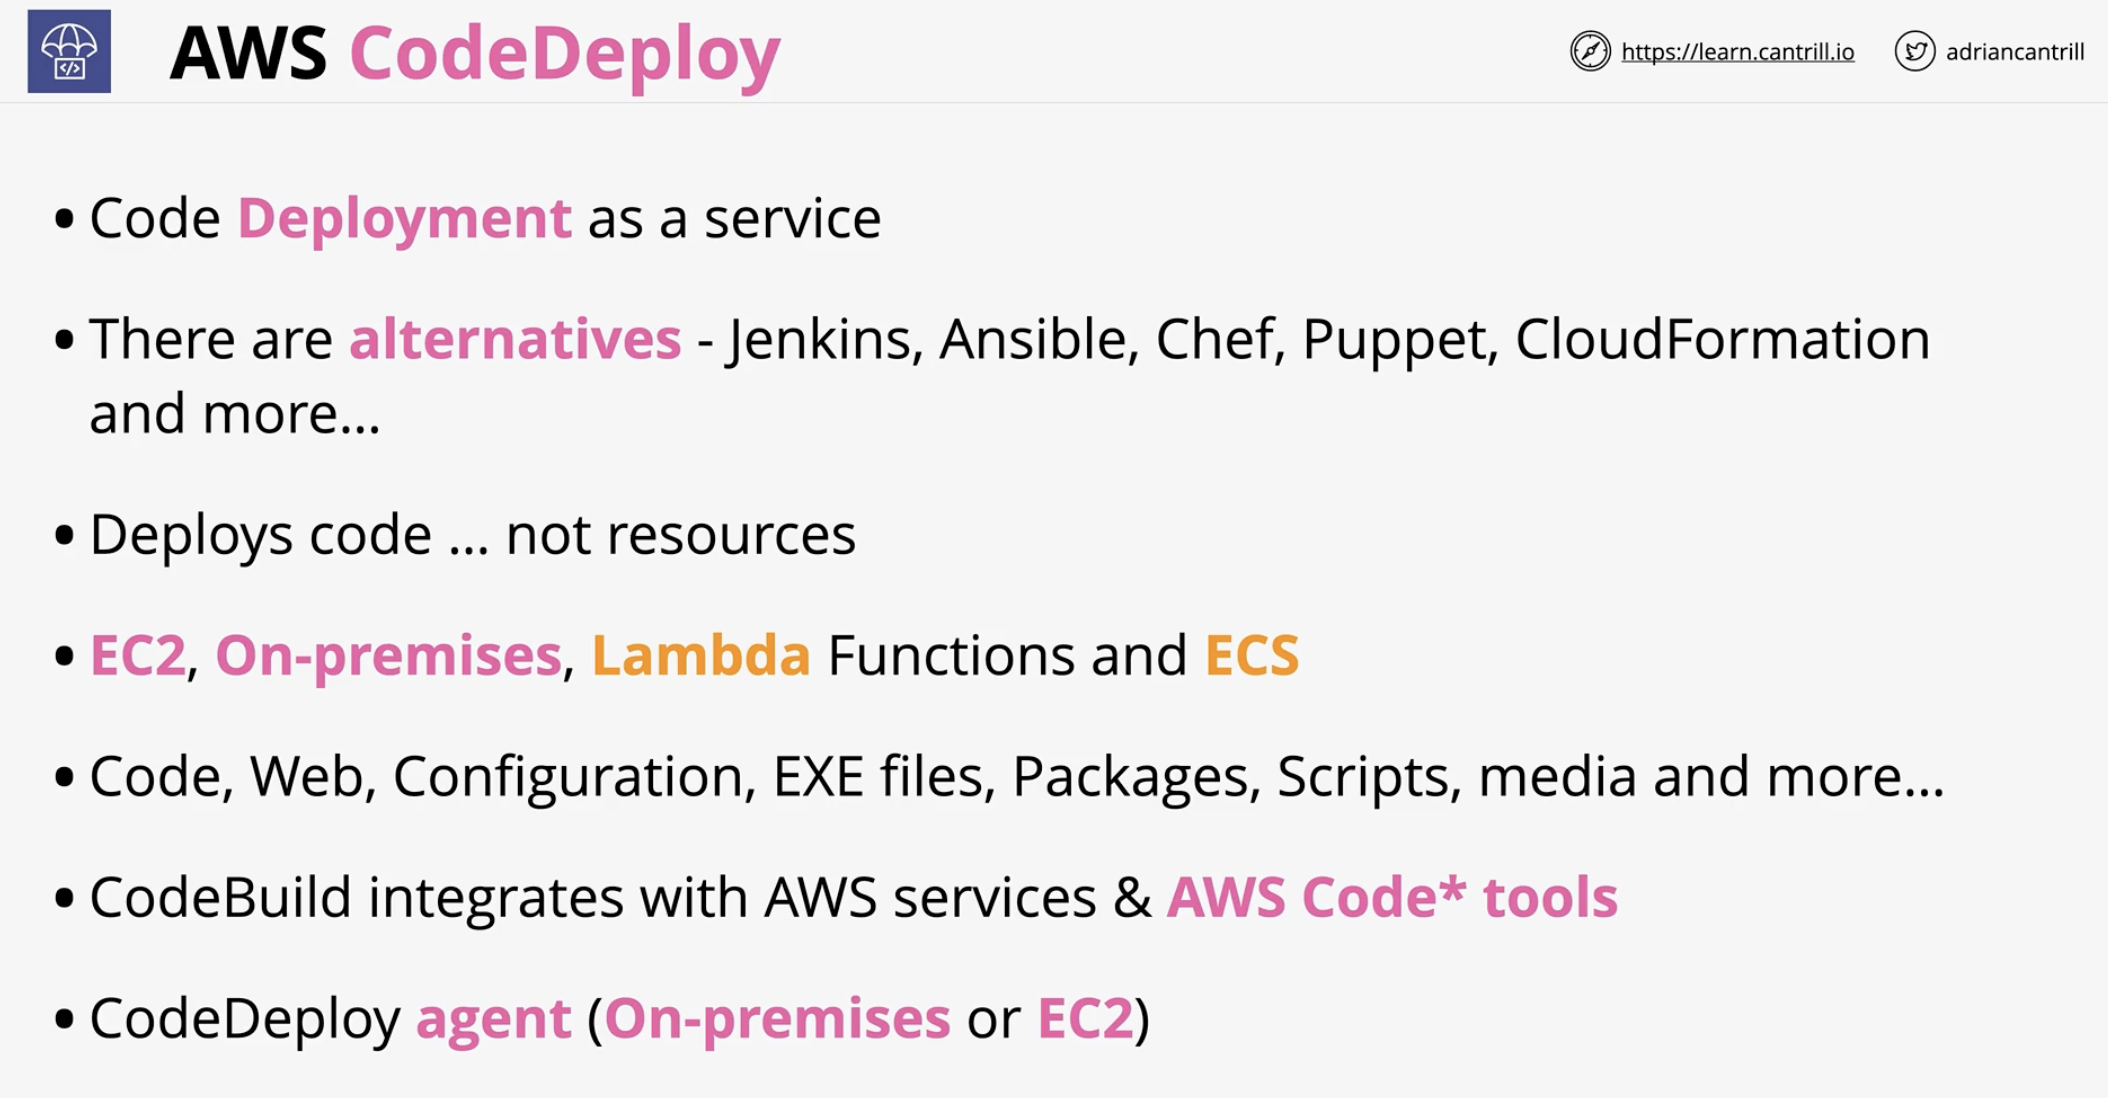 AWS CodeDeploy
https://learn.cantrill.io
adriancantrill
</>
• Code Deployment as a service
• There are alternatives - Jenkins, Ansible, Chef, Puppet, CloudFormation
and more...
• Deploys code ... not resources
• EC2, On-premises, Lambda Functions and ECS
• Code, Web, Configuration, EXE files, Packages, Scripts, media and more...
• CodeBuild integrates with AWS services & AWS Code* tools
• CodeDeploy agent (On-premises or EC2)